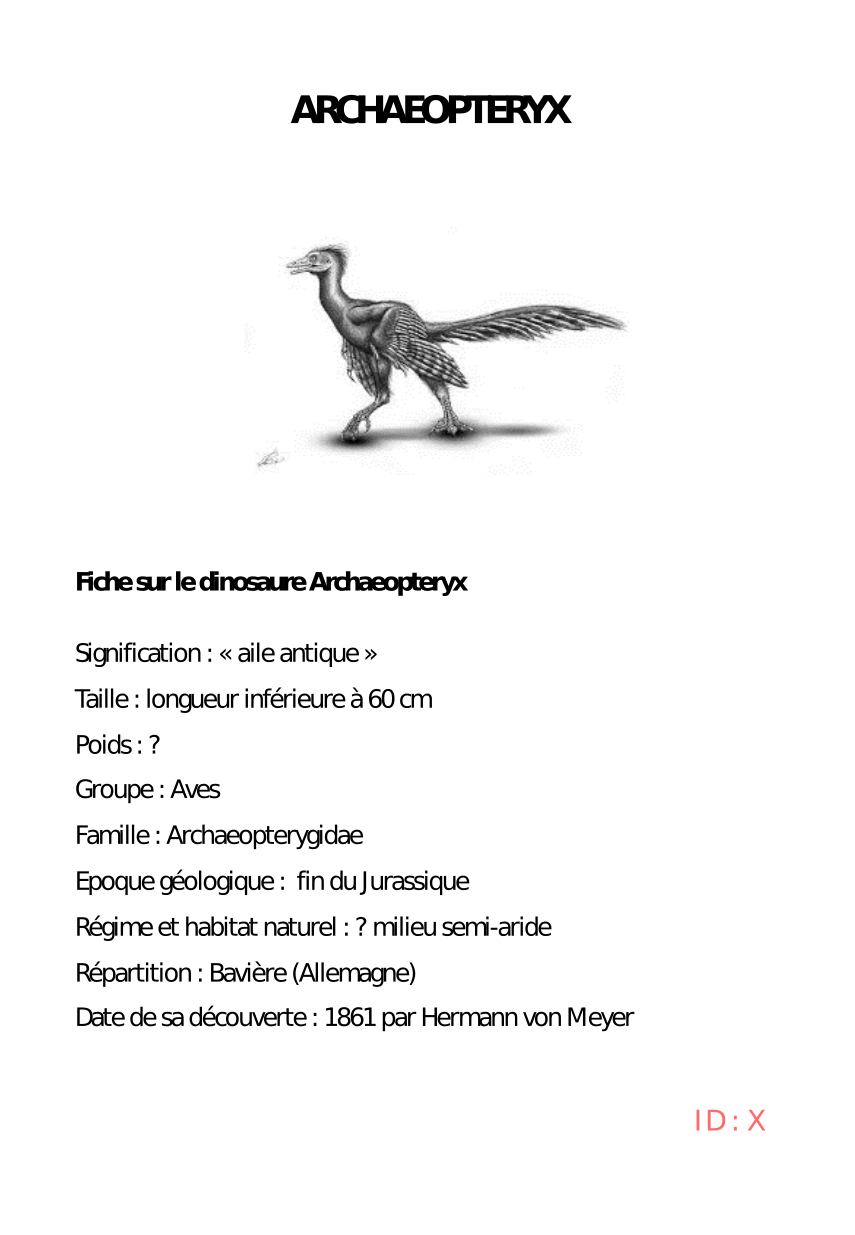 ARCHAEOPTERYX
Fiche sur le dinosaure Archaeopteryx
Signification : « aile antique »
Taille : longueur inférieure à 60 cm
Poids : ?
Groupe : Aves
Famille : Archaeopterygidae
Epoque géologique :  fin du Jurassique
Régime et habitat naturel : ? milieu semi-aride
Répartition : Bavière (Allemagne)
Date de sa découverte : 1861 par Hermann von Meyer
ID : X